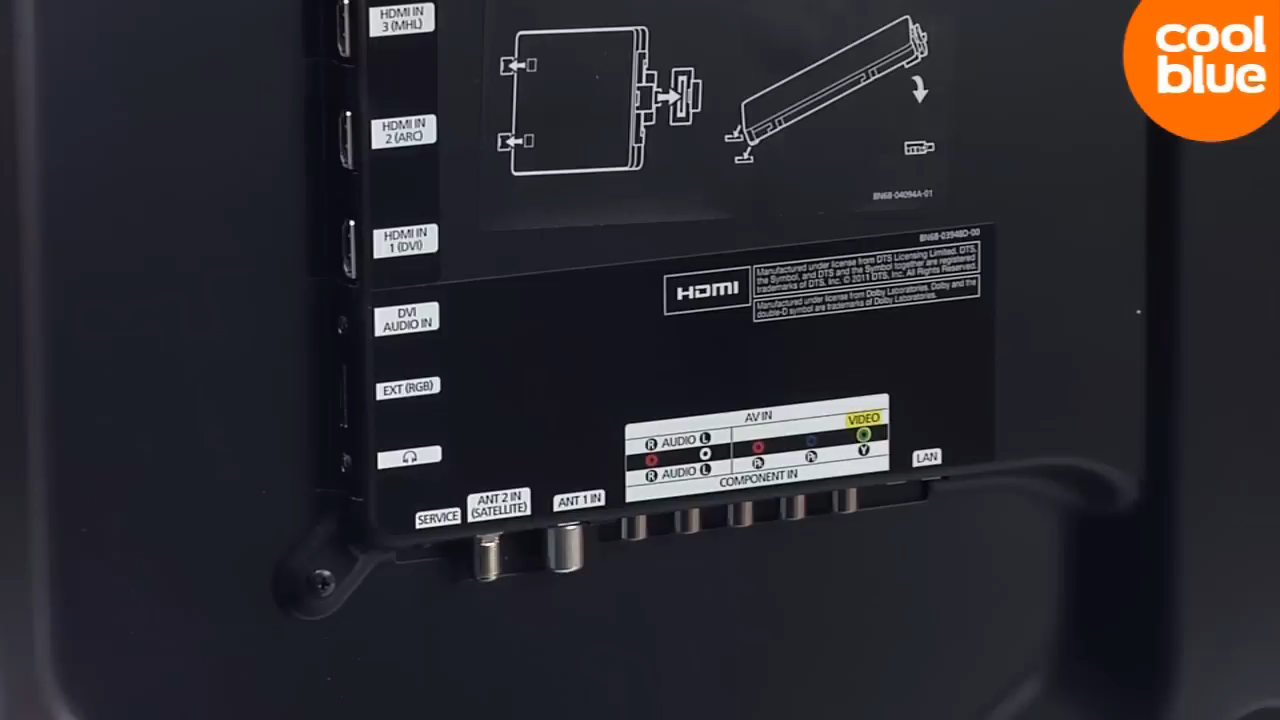 HDMI IN
3 (MHL)
HDMI IN
2 (ARC)
HDMI IN
1 (DVI)
DVI
AUDIO IN
EXT (RGB)
SERVICE
ANT 2 IN
(SATELLITE)
ANT 1 IN
AV IN
VIDEO
R AUDIO L
R AUDIO L
PR
PB
Y
COMPONENT IN
LAN
BN68-04094A-01
BN68-03948D-00
HDMI
Manufactured under license from DTS Licensing Limited. DTS,
the Symbol, and DTS and the Symbol together are registered
trademarks of DTS, Inc. © 2011 DTS, Inc. All Rights Reserved.
Manufactured under license from Dolby Laboratories. Dolby and the
double-D symbol are trademarks of Dolby Laboratories.
cool
blue